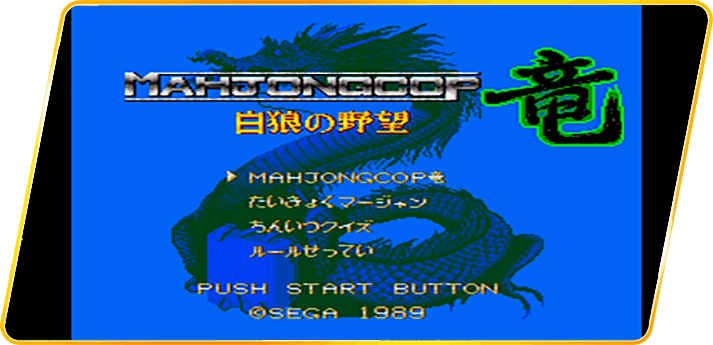 MAHJONGCOP 竜
白狼の野望
MAHJONGCOP竜
たいきょくマージャン
ちんいつクイズ
ルールせってい
PUSH START BUTTON
©SEGA 1989